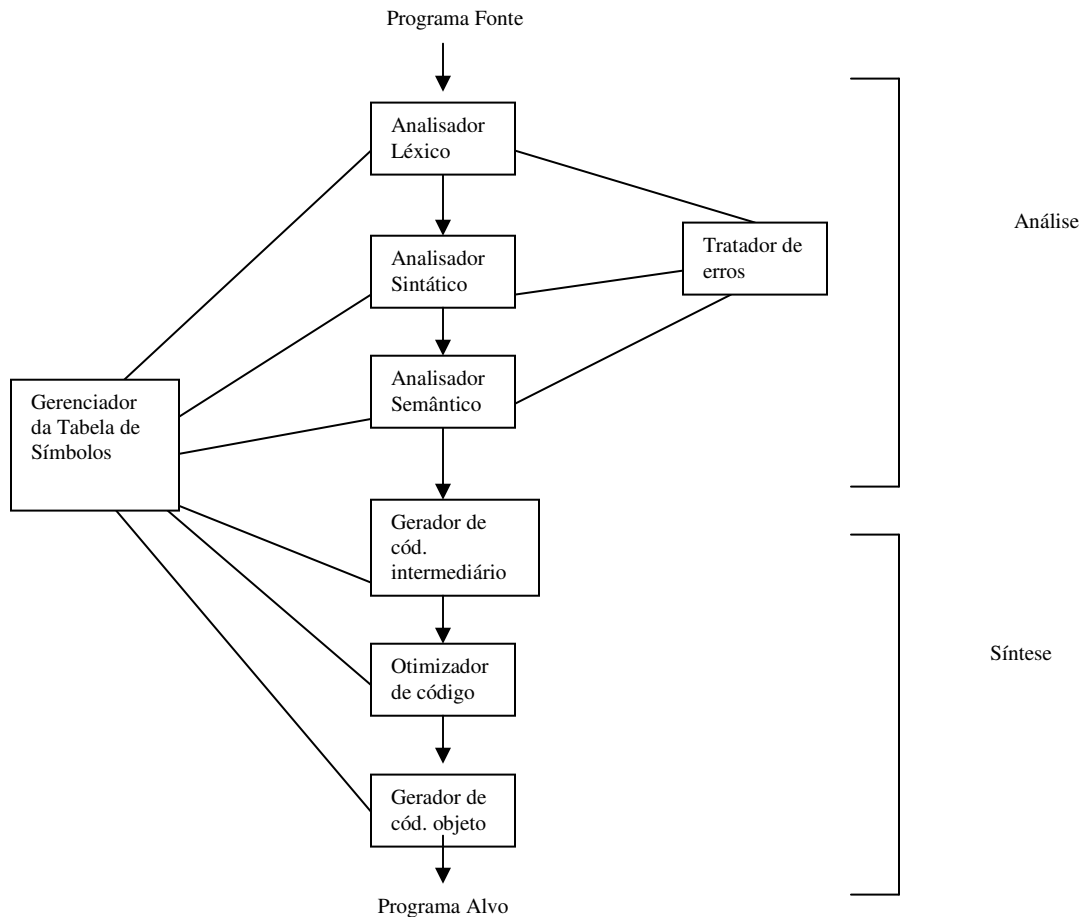 Programa Fonte
Analisador
Léxico
Análise
Tratador de
erros
Analisador
Sintático
Analisador
Semântico
Gerenciador
da Tabela de
Símbolos
Gerador de
cód.
intermediário
Otimizador
de código
Síntese
Gerador de
cód. objeto
Programa Alvo